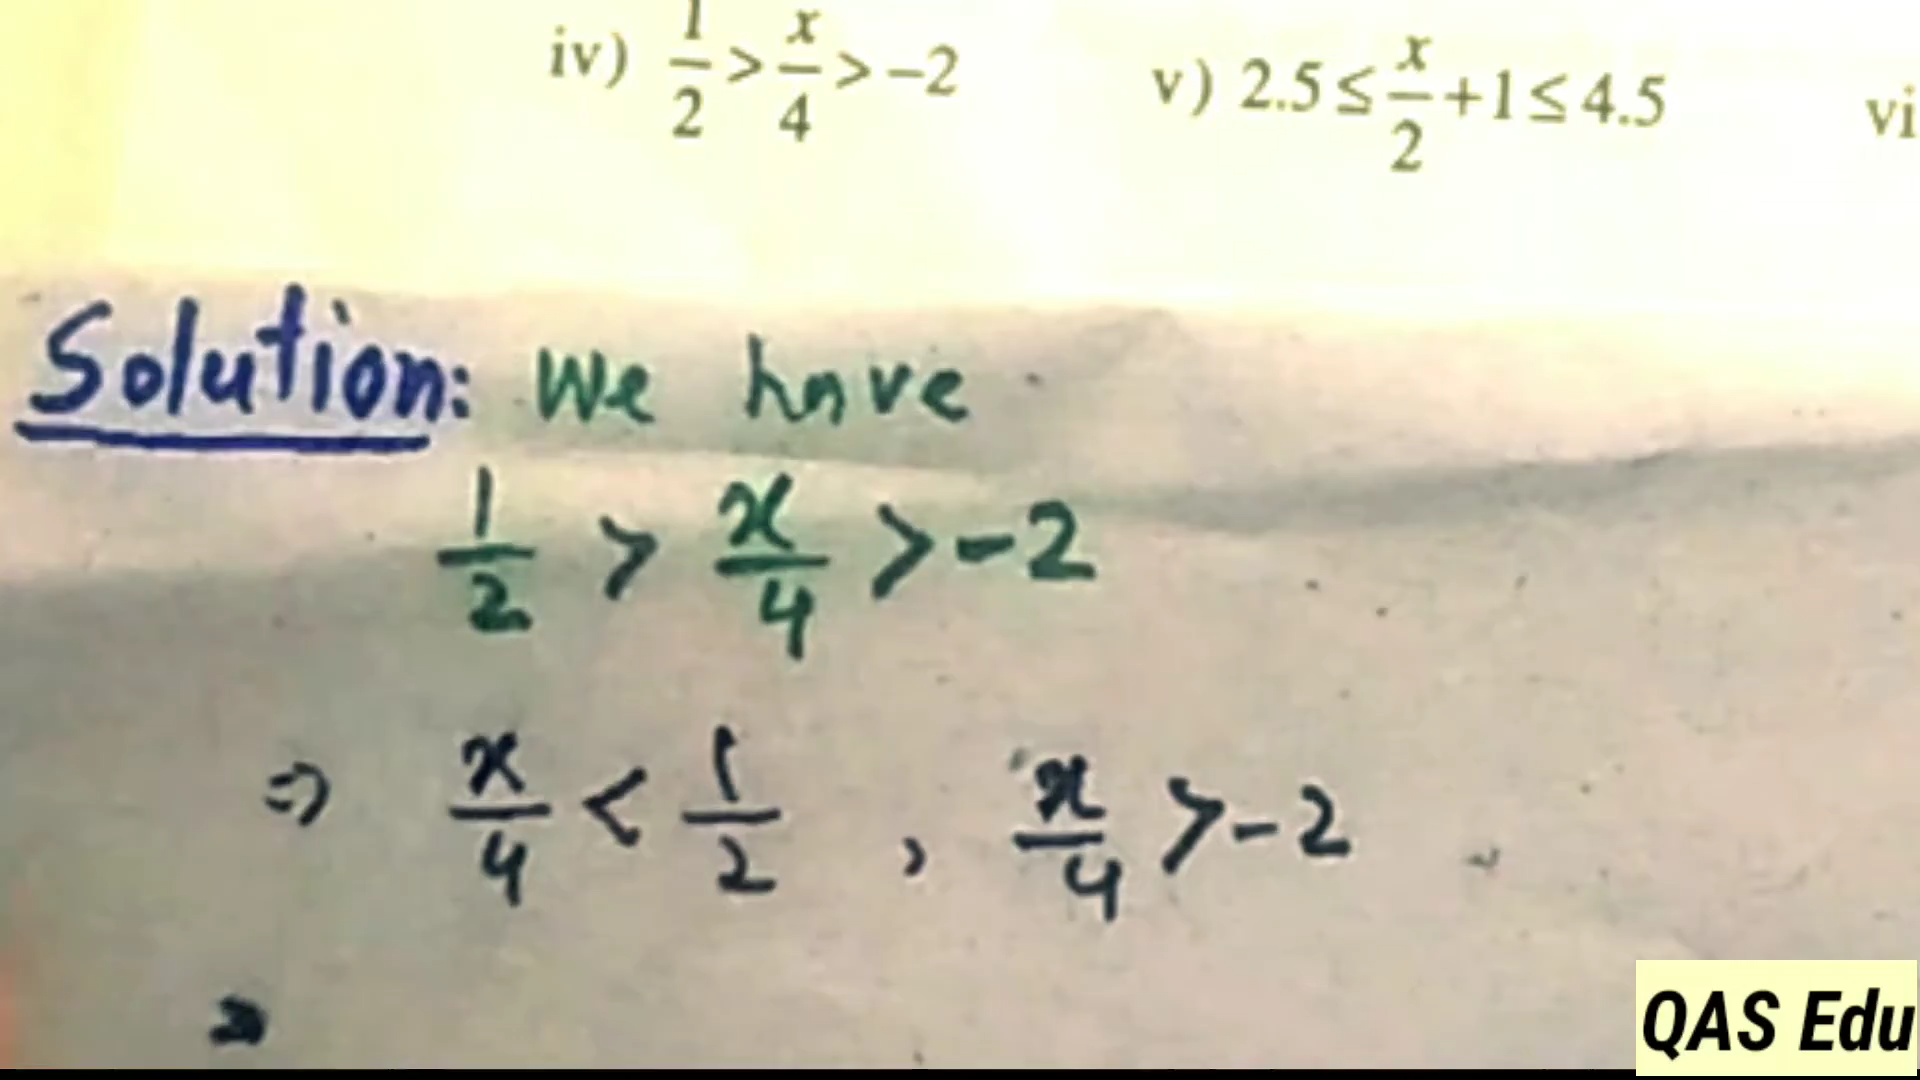 iv) 1/2 > x/4 > -2 v) 2.5 ≤ x/2 + 1 ≤ 4.5 vi
Solution: We have
1/2 > x/4 > -2
⇒ x/4 < 1/2 , x/4 > -2
⇒
QAS Edu